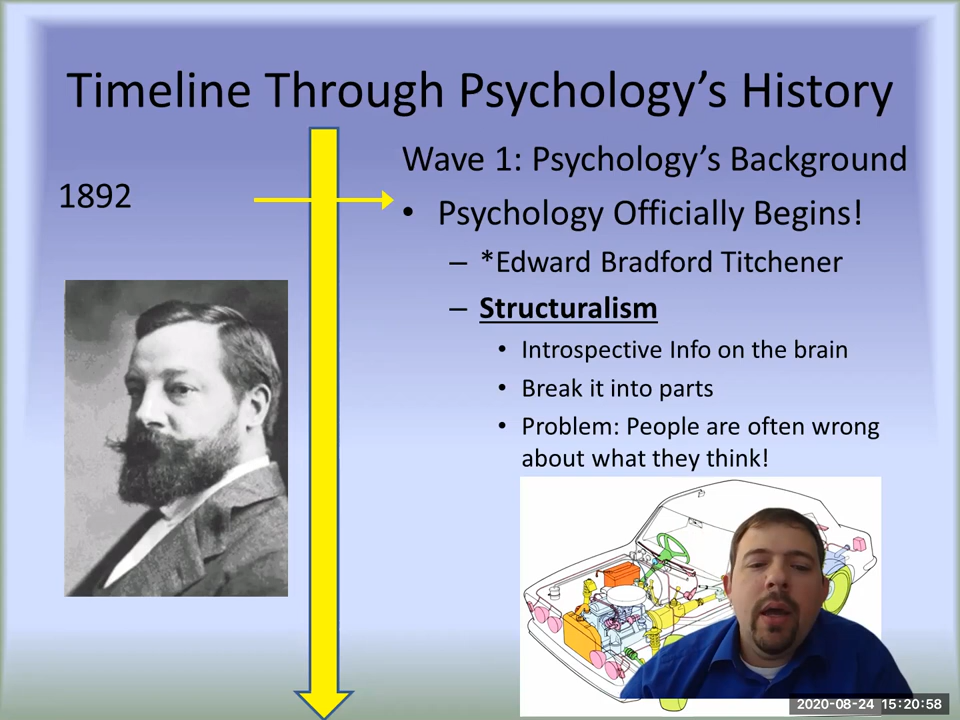 Timeline Through Psychology's History
1892
Wave 1: Psychology's Background
• Psychology Officially Begins!
– *Edward Bradford Titchener
– Structuralism
• Introspective Info on the brain
• Break it into parts
• Problem: People are often wrong
about what they think!
2020-08-24 15:20:58